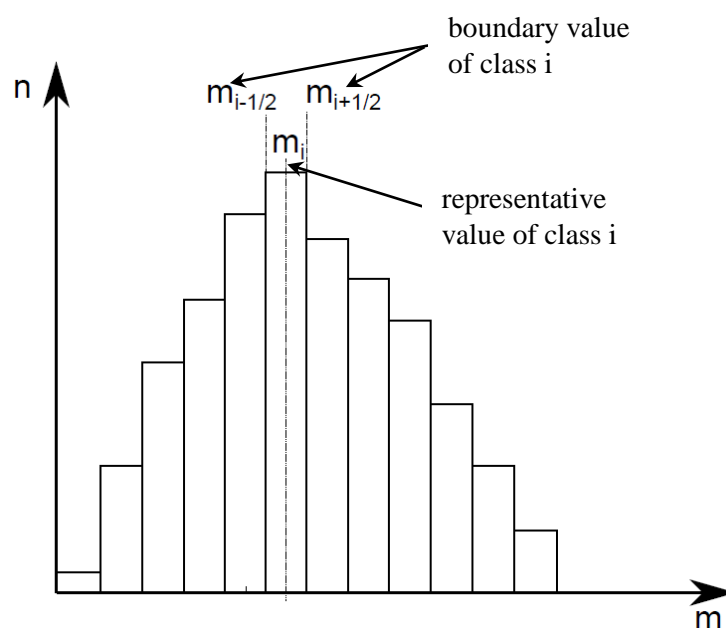 boundary value
of class i
n
m_{i-1/2} m_{i+1/2}
m_i
representative
value of class i
m